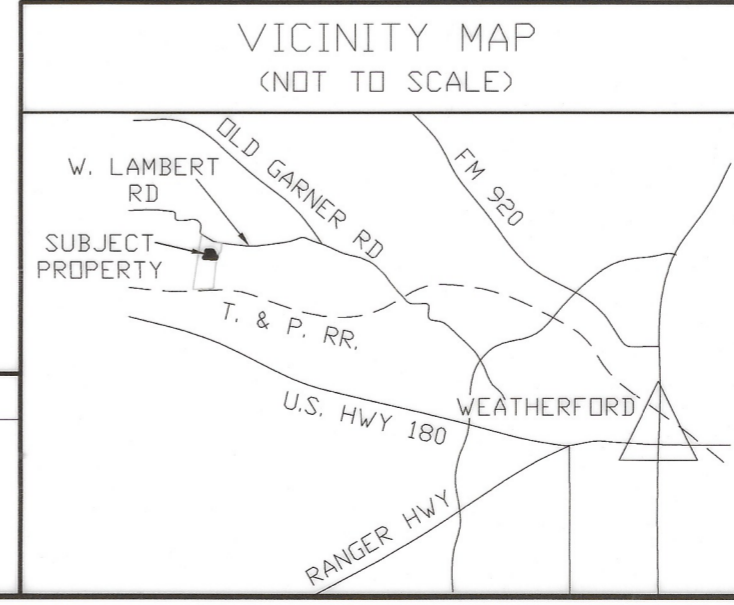 VICINITY MAP
(NOT TO SCALE)
OLD GARNER RD
FM 920
W. LAMBERT
RD
SUBJECT
PROPERTY
T. & P. RR.
U.S. HWY 180
WEATHERFORD
RANGER HWY